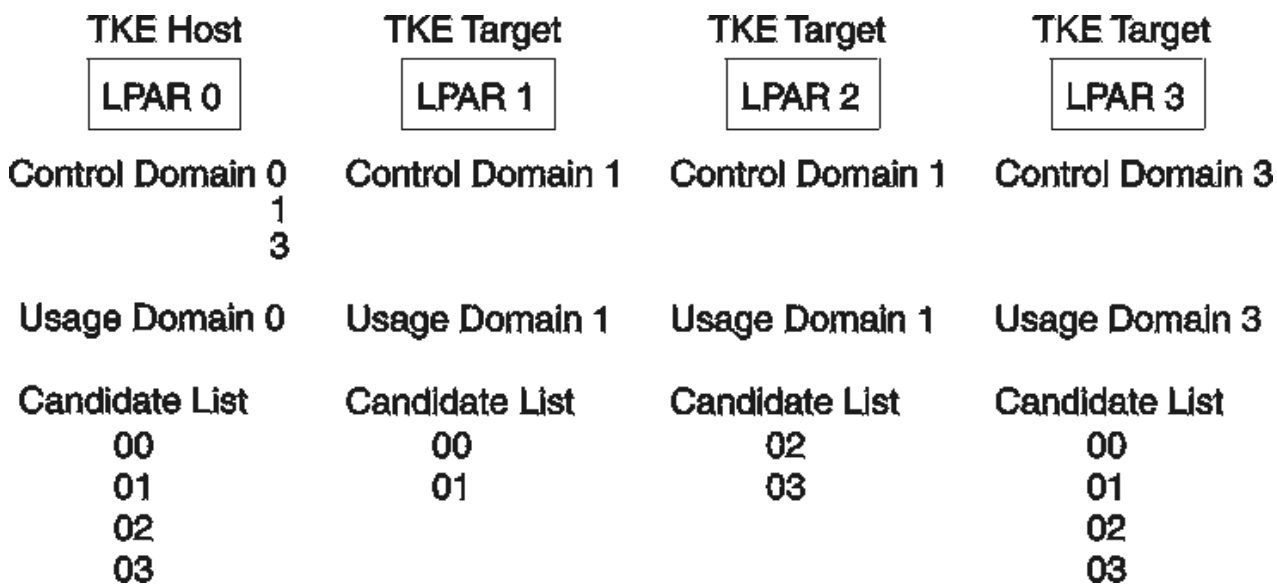 TKE Host TKE Target TKE Target TKE Target
LPAR 0 LPAR 1 LPAR 2 LPAR 3
Control Domain 0 Control Domain 1 Control Domain 1 Control Domain 3
1
3
Usage Domain 0 Usage Domain 1 Usage Domain 1 Usage Domain 3
Candidate List Candidate List Candidate List Candidate List
00 00 02 00
01 01 03 01
02 02
03 03